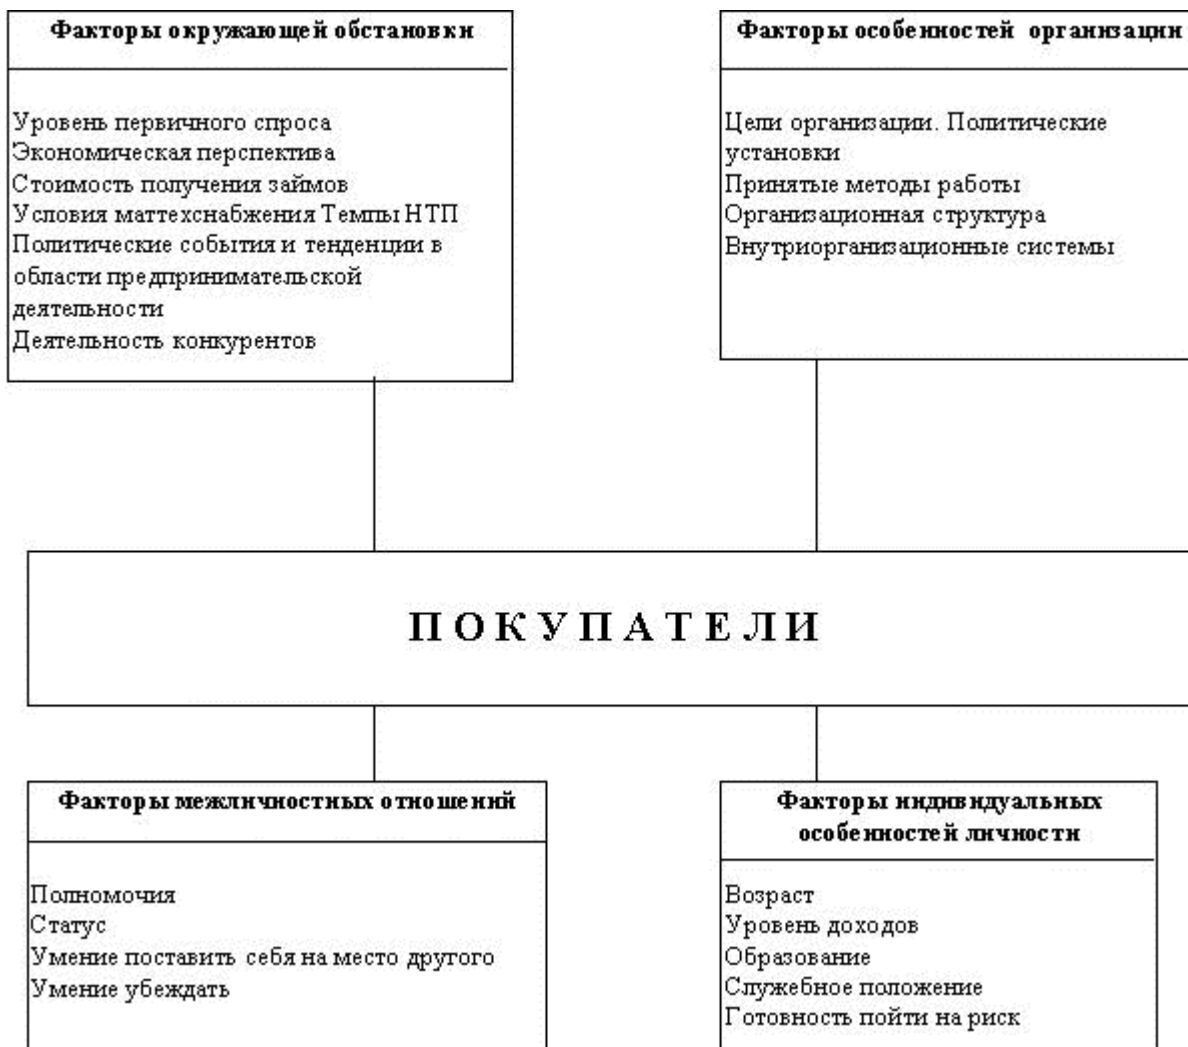 Факторы окружающей обстановки
Уровень первичного спроса
Экономическая перспектива
Стоимость получения займов
Условия маттехснабжения Темпы НТП
Политические события и тенденции в
области предпринимательской
деятельности
Деятельность конкурентов
Факторы особенностей организации
Цели организации. Политические
установки
Принятые методы работы
Организационная структура
Внутриорганизационные системы
ПОКУПАТЕЛИ
Факторы межличностных отношений
Полномочия
Статус
Умение поставить себя на место другого
Умение убеждать
Факторы индивидуальных
особенностей личности
Возраст
Уровень доходов
Образование
Служебное положение
Готовность пойти на риск